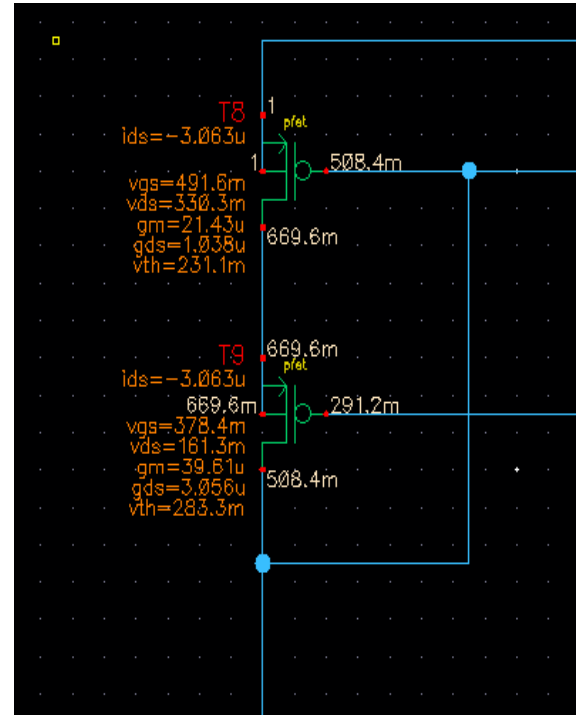 T8
1
pfet
ids=-3.063u
1
508.4m
vgs=491.6m
vds=330.3m
gm=21.43u
669.6m
gds=1.038u
vth=231.1m
T9
669.6m
pfet
ids=-3.063u
669.6m
291.2m
vgs=378.4m
vds=161.3m
gm=39.61u
508.4m
gds=3.056u
vth=283.3m